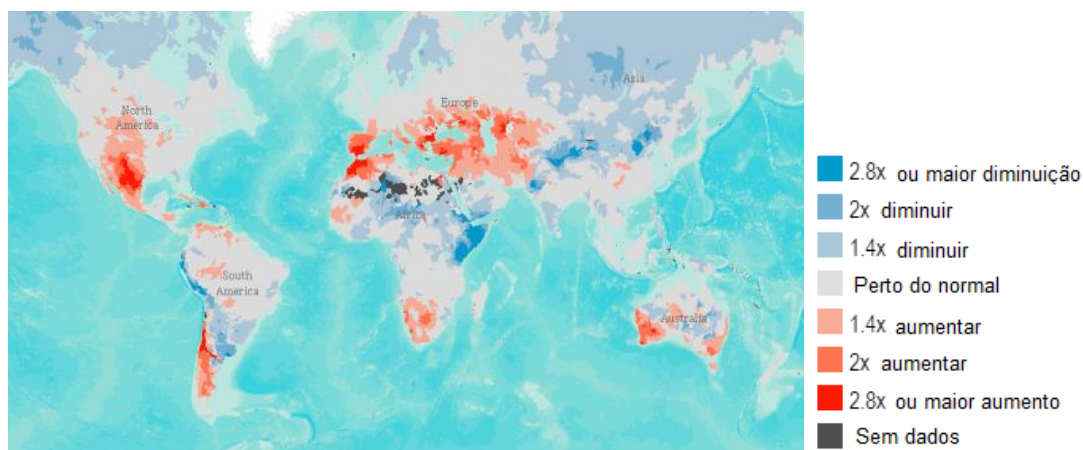 North
America
Europe
Asia
Africa
South
America
Australia
2.8x ou maior diminuição
2x diminuir
1.4x diminuir
Perto do normal
1.4x aumentar
2x aumentar
2.8x ou maior aumento
Sem dados